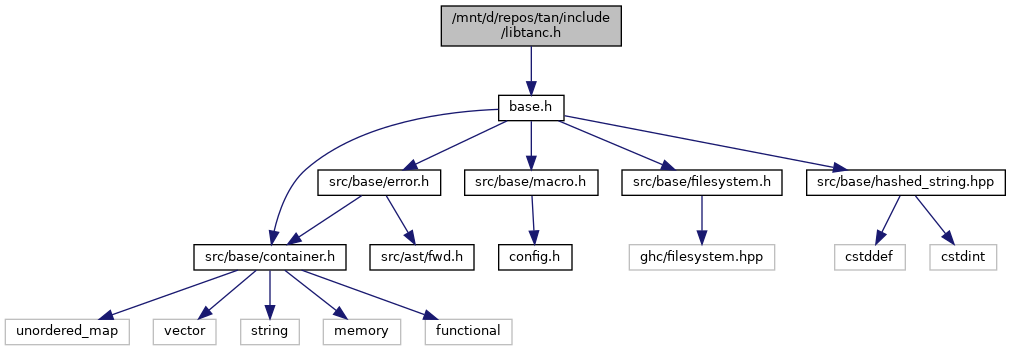 /mnt/d/repos/tan/include
/libtanc.h
base.h
src/base/error.h
src/base/macro.h
src/base/filesystem.h
src/base/hashed_string.hpp
src/base/container.h
src/ast/fwd.h
config.h
ghc/filesystem.hpp
cstddef
cstdint
unordered_map
vector
string
memory
functional